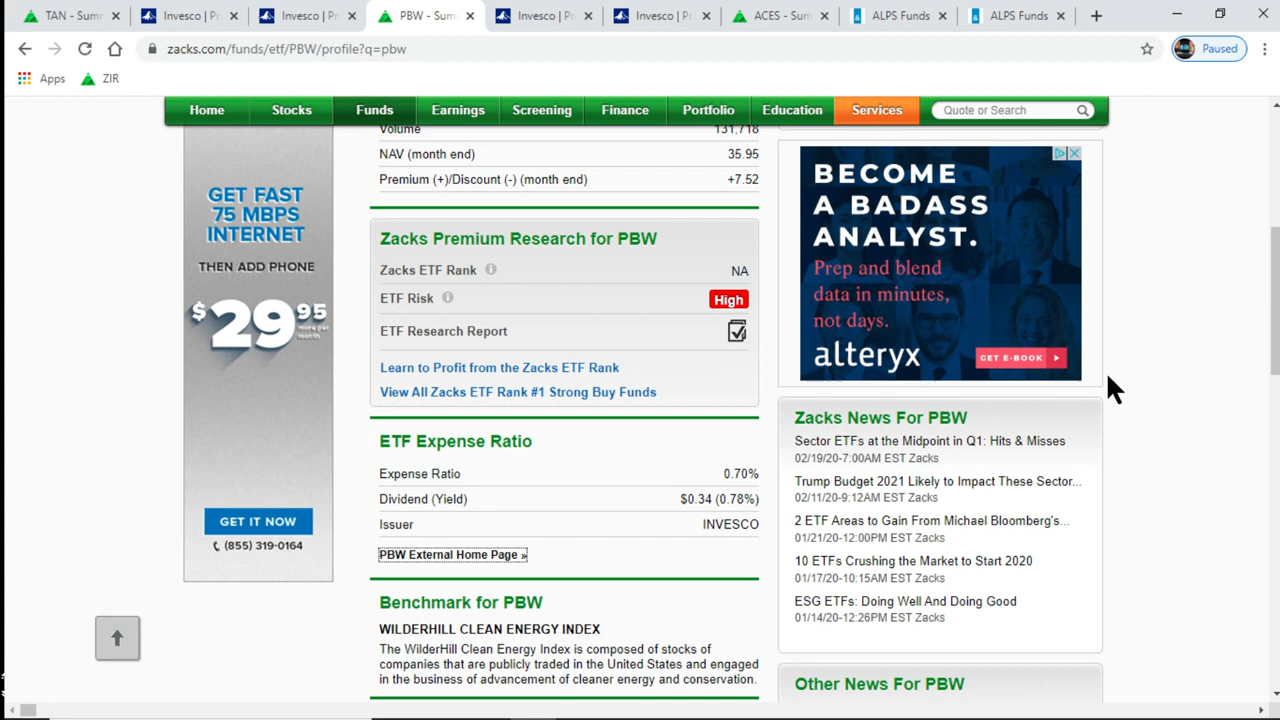 TAN - Summ
Invesco | Pr
Invesco | Pr
PBW - Summ
Invesco | Pr
Invesco | Pr
ACES - Sum
ALPS Funds
ALPS Funds
zacks.com/funds/etf/PBW/profile?q=pbw
Paused
Apps
ZIR
Home
Stocks
Funds
Earnings
Screening
Finance
Portfolio
Education
Services
Quote or Search
GET FAST
75 MBPS
INTERNET
THEN ADD PHONE
$29.95
more per
month
GET IT NOW
(855) 319-0164
Volume 131,718
NAV (month end) 35.95
Premium (+)/Discount (-) (month end) +7.52
Zacks Premium Research for PBW
Zacks ETF Rank NA
ETF Risk High
ETF Research Report
Learn to Profit from the Zacks ETF Rank
View All Zacks ETF Rank #1 Strong Buy Funds
ETF Expense Ratio
Expense Ratio 0.70%
Dividend (Yield) $0.34 (0.78%)
Issuer INVESCO
PBW External Home Page »
Benchmark for PBW
WILDERHILL CLEAN ENERGY INDEX
The WilderHill Clean Energy Index is composed of stocks of
companies that are publicly traded in the United States and engaged
in the business of advancement of cleaner energy and conservation.
BECOME
A BADASS
ANALYST.
Prep and blend
data in minutes,
not days.
alteryx
GET E-BOOK
Zacks News For PBW
Sector ETFs at the Midpoint in Q1: Hits & Misses
02/19/20-7:00AM EST Zacks
Trump Budget 2021 Likely to Impact These Sector...
02/11/20-9:12AM EST Zacks
2 ETF Areas to Gain From Michael Bloomberg's...
01/21/20-12:00PM EST Zacks
10 ETFs Crushing the Market to Start 2020
01/17/20-10:15AM EST Zacks
ESG ETFs: Doing Well And Doing Good
01/14/20-12:26PM EST Zacks
Other News For PBW